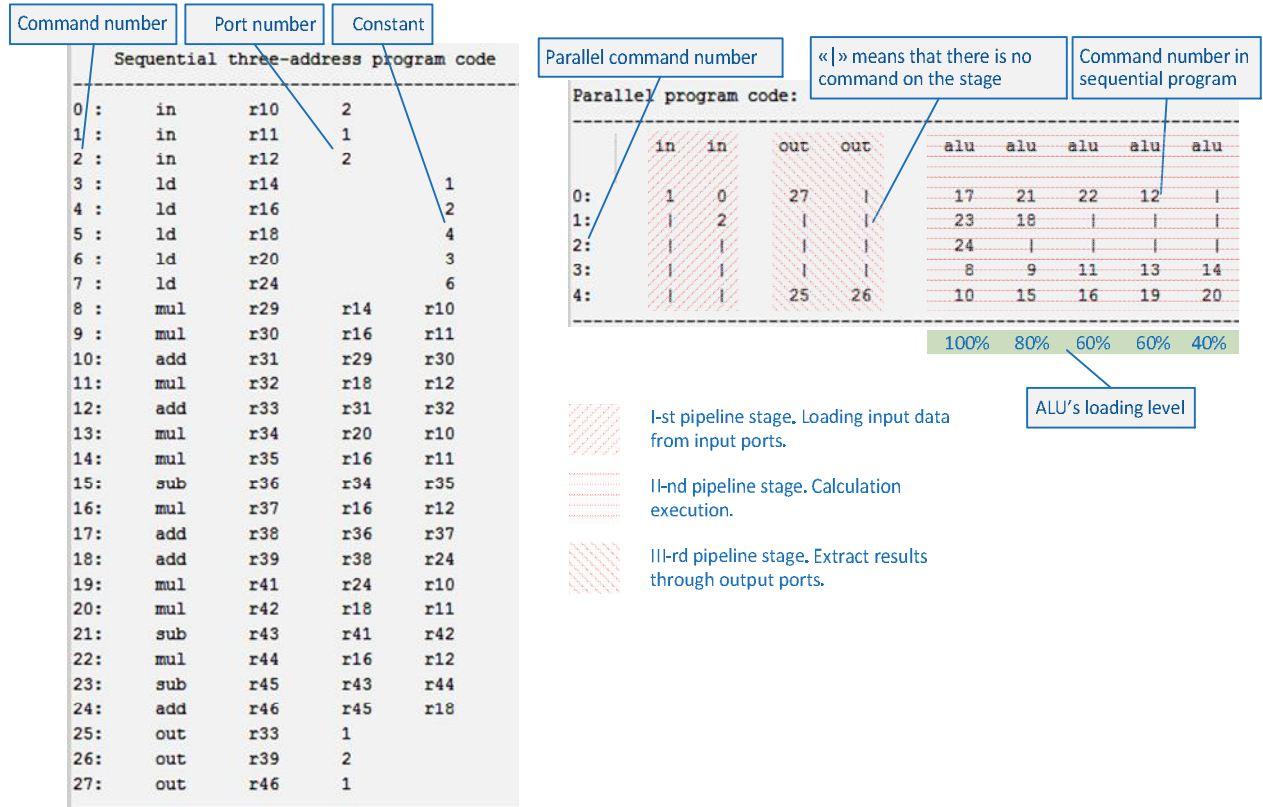 Command number
Port number
Constant
Sequential three-address program code
0 : in r10 2
1 : in r11 1
2 : in r12 2
3 : ld r14 1
4 : ld r16 2
5 : ld r18 4
6 : ld r20 3
7 : ld r24 6
8 : mul r29 r14 r10
9 : mul r30 r16 r11
10: add r31 r29 r30
11: mul r32 r18 r12
12: add r33 r31 r32
13: mul r34 r20 r10
14: mul r35 r16 r11
15: sub r36 r34 r35
16: mul r37 r16 r12
17: add r38 r36 r37
18: add r39 r38 r24
19: mul r41 r24 r10
20: mul r42 r18 r11
21: sub r43 r41 r42
22: mul r44 r16 r12
23: sub r45 r43 r44
24: add r46 r45 r18
25: out r33 1
26: out r39 2
27: out r46 1
Parallel command number
«|» means that there is no
command on the stage
Command number in
sequential program
Parallel program code:
in in out out alu alu alu alu alu
0: 1 0 27 | 17 21 22 12 |
1: | 2 | | 23 18 | | |
2: | | | | 24 | | | |
3: | | | | 8 9 11 13 14
4: | | 25 26 10 15 16 19 20
100% 80% 60% 60% 40%
ALU's loading level
I-st pipeline stage. Loading input data
from input ports.
II-nd pipeline stage. Calculation
execution.
III-rd pipeline stage. Extract results
through output ports.